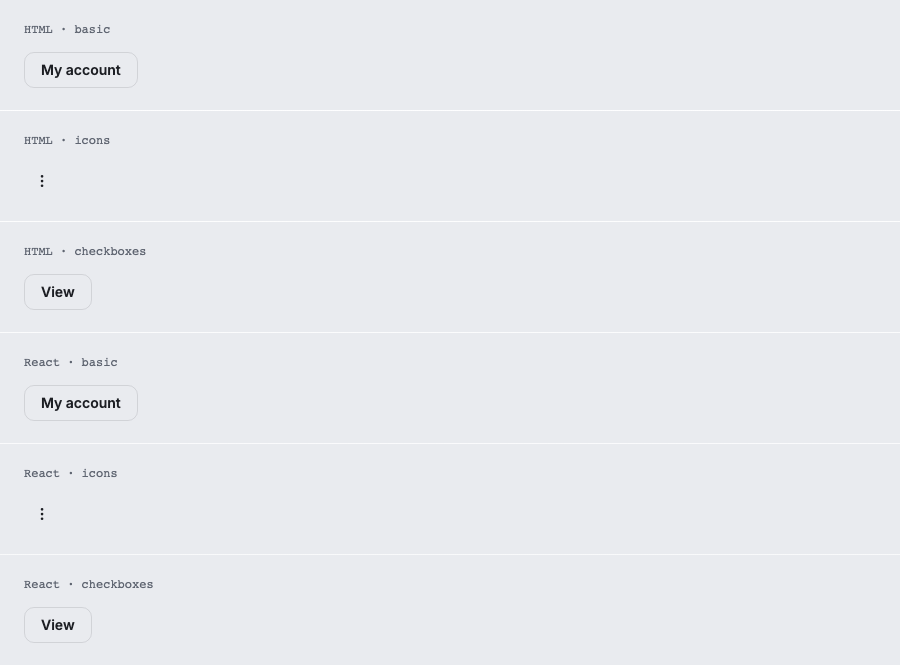 HTML · basic
My account
HTML · icons
HTML · checkboxes
View
React · basic
My account
React · icons
React · checkboxes
View